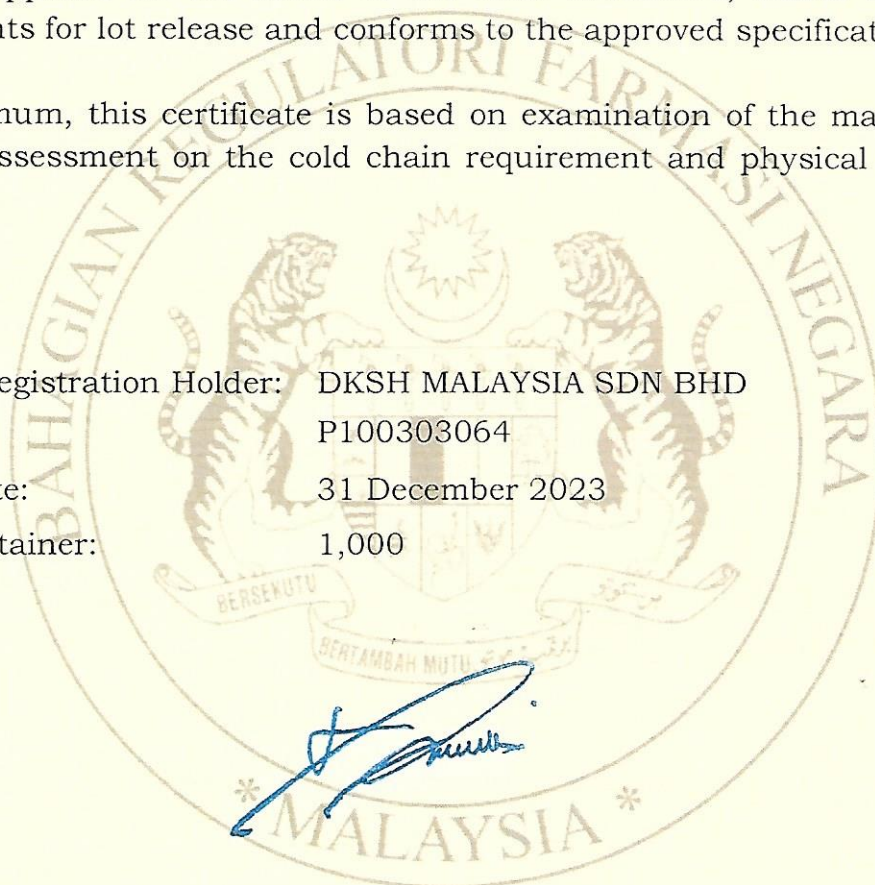 nts for lot release and conforms to the approved specificat
num, this certificate is based on examination of the ma
ssessment on the cold chain requirement and physical
BAHAGIAN REGULATORI FARMASI NEGARA
egistration Holder: DKSH MALAYSIA SDN BHD
P100303064
te: 31 December 2023
tainer: 1,000
BERSEKUTU
BERTAMBAH MUTU
* MALAYSIA *